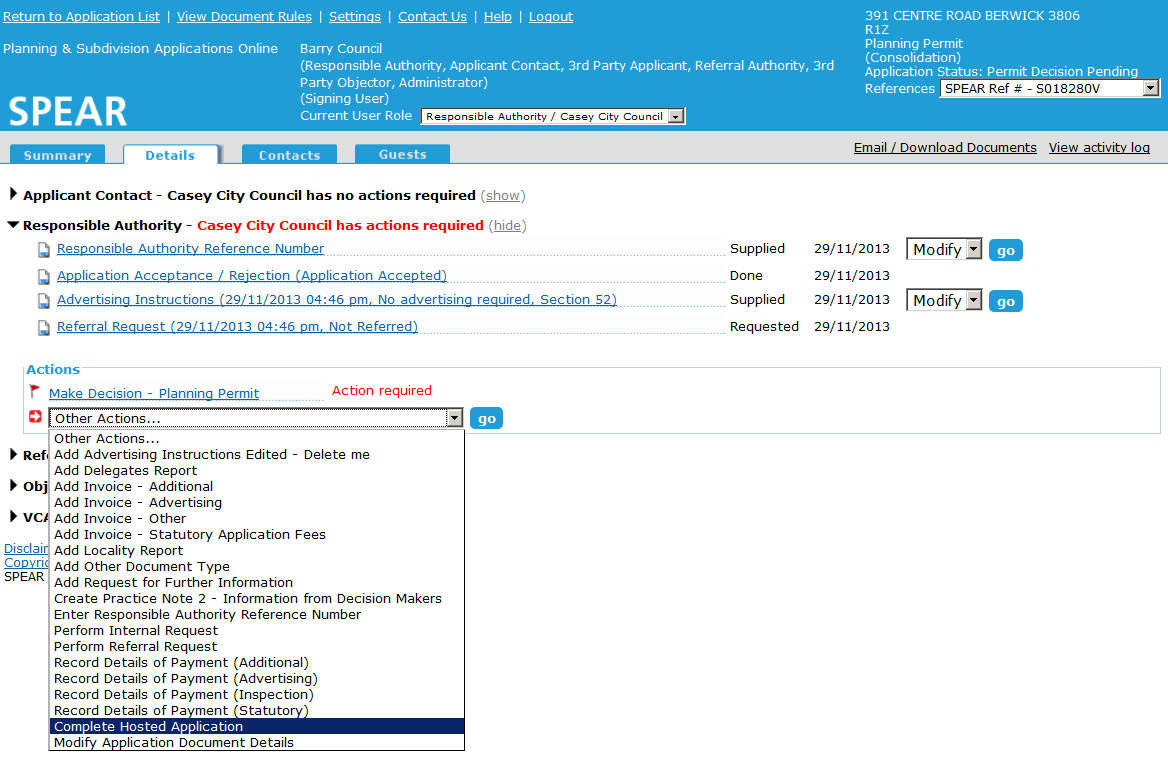 Return to Application List | View Document Rules | Settings | Contact Us | Help | Logout
Planning & Subdivision Applications Online
SPEAR
Barry Council
(Responsible Authority, Applicant Contact, 3rd Party Applicant, Referral Authority, 3rd
Party Objector, Administrator)
(Signing User)
Current User Role Responsible Authority / Casey City Council
391 CENTRE ROAD BERWICK 3806
R1Z
Planning Permit
(Consolidation)
Application Status: Permit Decision Pending
References SPEAR Ref # - S018280V
Summary Details Contacts Guests
Email / Download Documents View activity log
Applicant Contact - Casey City Council has no actions required (show)
Responsible Authority - Casey City Council has actions required (hide)
Responsible Authority Reference Number Supplied 29/11/2013 Modify go
Application Acceptance / Rejection (Application Accepted) Done 29/11/2013
Advertising Instructions (29/11/2013 04:46 pm, No advertising required, Section 52) Supplied 29/11/2013 Modify go
Referral Request (29/11/2013 04:46 pm, Not Referred) Requested 29/11/2013
Actions
Make Decision - Planning Permit Action required
Other Actions... go
Other Actions...
Add Advertising Instructions Edited - Delete me
Add Delegates Report
Add Invoice - Additional
Add Invoice - Advertising
Add Invoice - Other
Add Invoice - Statutory Application Fees
Add Locality Report
Add Other Document Type
Add Request for Further Information
Create Practice Note 2 - Information from Decision Makers
Enter Responsible Authority Reference Number
Perform Internal Request
Perform Referral Request
Record Details of Payment (Additional)
Record Details of Payment (Advertising)
Record Details of Payment (Inspection)
Record Details of Payment (Statutory)
Complete Hosted Application
Modify Application Document Details
Ref
Obj
VCA
Disclai
Copyri
SPEAR